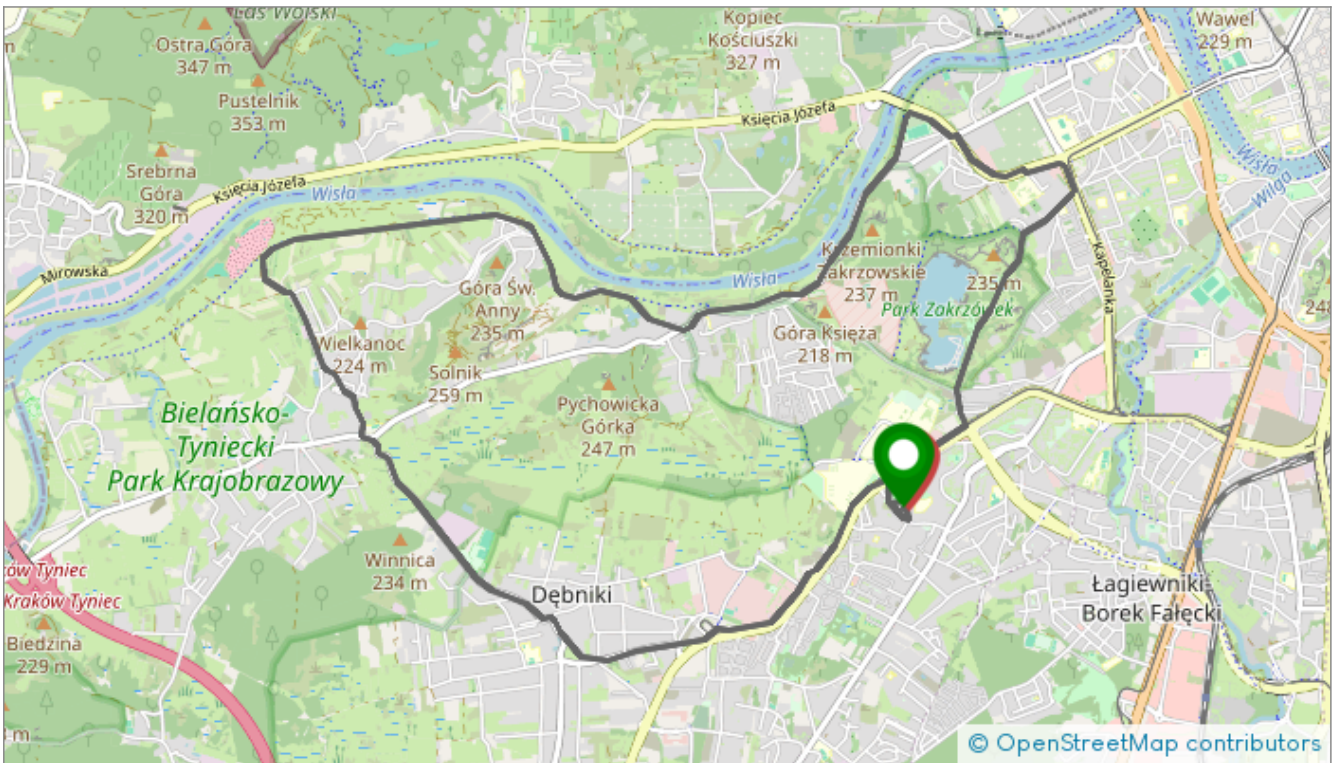 Las Wolski
Ostra Góra
347 m
Kopiec
Kościuszki
327 m
Wawel
229 m
Pustelnik
353 m
Księcia Józefa
Srebrna
Góra
320 m
Księcia Józefa
Wisła
Wisła
Wilga
Mirowska
Wisła
Krzemionki
Zakrzowskie
237 m
Kapelanka
Góra Św.
Anny
235 m
235 m
Park Zakrzówek
248
Wielkanoc
224 m
Góra Księża
218 m
Solnik
259 m
Pychowicka
Górka
247 m
Bielańsko-
Tyniecki
Park Krajobrazowy
Winnica
234 m
ów Tyniec
Kraków Tyniec
Dębniki
Łagiewniki-
Borek Fałęcki
Biedzina
229 m
© OpenStreetMap contributors